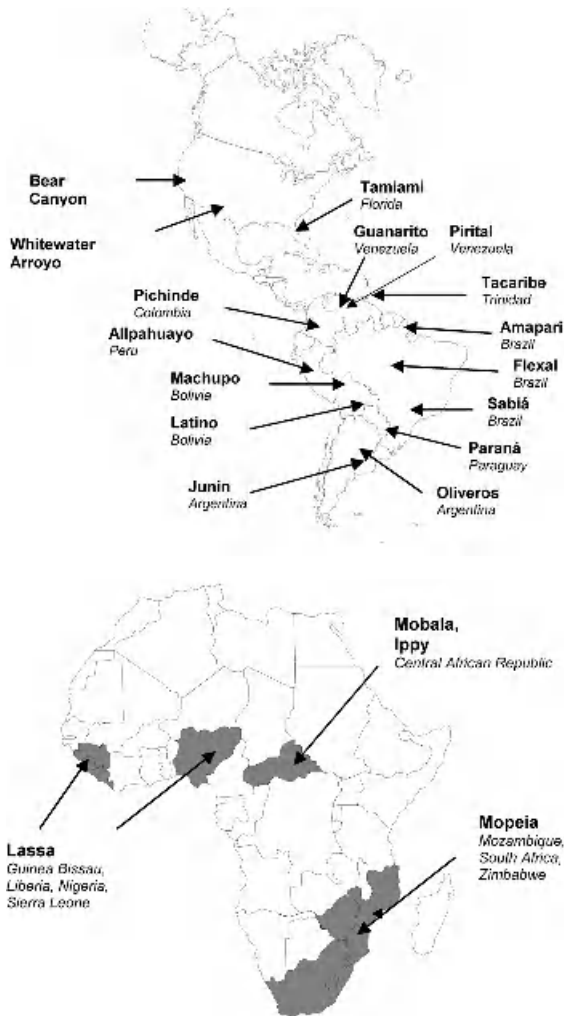 Bear
Canyon
Whitewater
Arroyo
Tamiami
Florida
Guanarito
Venezuela
Pirital
Venezuela
Tacaribe
Trinidad
Pichinde
Colombia
Amapari
Brazil
Allpahuayo
Peru
Flexal
Brazil
Machupo
Bolivia
Sabiá
Brazil
Latino
Bolivia
Paraná
Paraguay
Junin
Argentina
Oliveros
Argentina
Mobala,
Ippy
Central African Republic
Lassa
Guinea Bissau,
Liberia, Nigeria,
Sierra Leone
Mopeia
Mozambique,
South Africa,
Zimbabwe